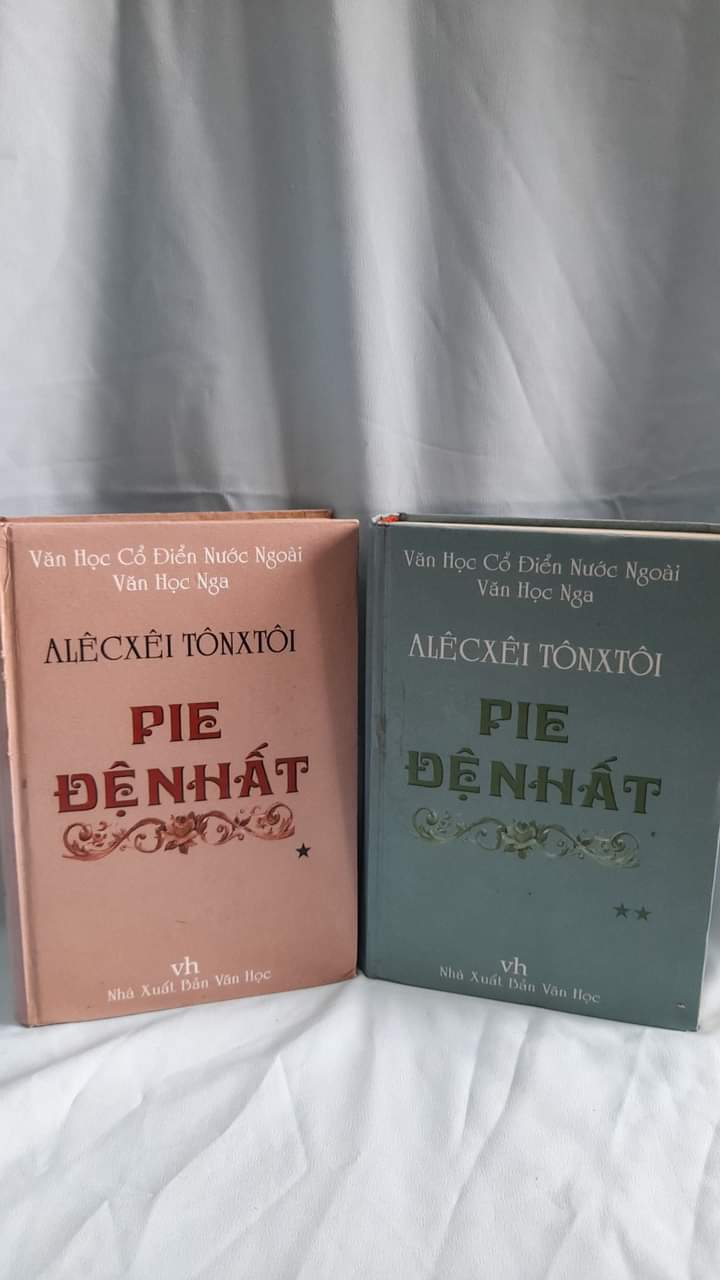 Văn Học Cổ Điển Nước Ngoài
Văn Học Nga
ALÊCXÊI TÔNXTÔI
PIE
ĐỆ NHẤT
★
vh
Nhà Xuất Bản Văn Học
Văn Học Cổ Điển Nước Ngoài
Văn Học Nga
ALÊCXÊI TÔNXTÔI
PIE
ĐỆ NHẤT
★★
vh
Nhà Xuất Bản Văn Học